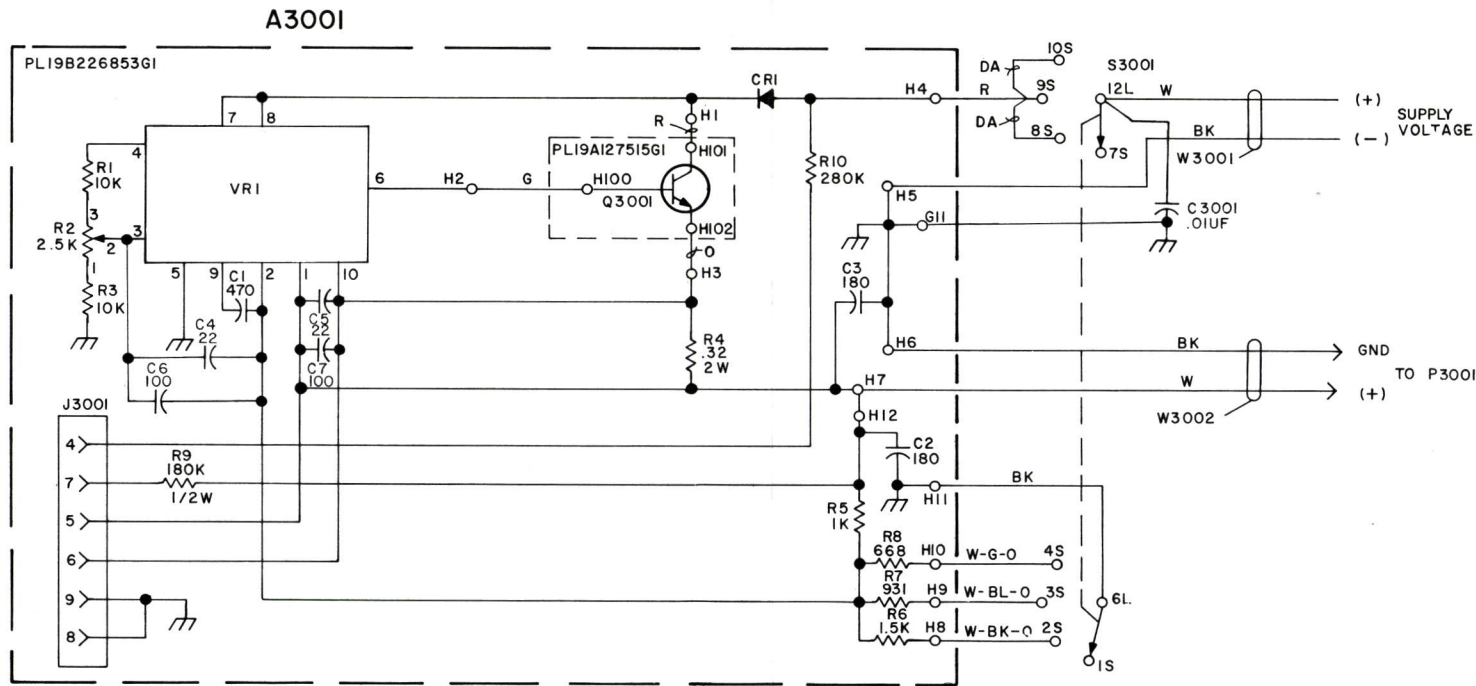 A3001
PL19B226853G1
10S
DA
S3001
CR1
H4
R
9S
12L
W
(+)
SUPPLY
VOLTAGE
7
8
H1
R
DA
8S
BK
(-)
4
PL19A127515G1
H101
R10
280K
7S
W3001
R1
10K
VR1
6
H2
G
H100
Q3001
H5
3
R2
2.5K
2
3
H102
G11
C3001
.01UF
1
O
5
9
C1
470
2
1
10
H3
C3
180
R3
10K
C4
22
C5
22
R4
.32
2W
H6
BK
GND
C6
100
C7
100
H7
W
TO P3001
(+)
J3001
H12
W3002
4
C2
180
R9
180K
1/2W
7
BK
H11
5
R5
1K
R8
668
H10
W-G-O
4S
6
R7
931
H9
W-BL-O
3S
6L
9
R6
1.5K
H8
W-BK-O
2S
8
1S